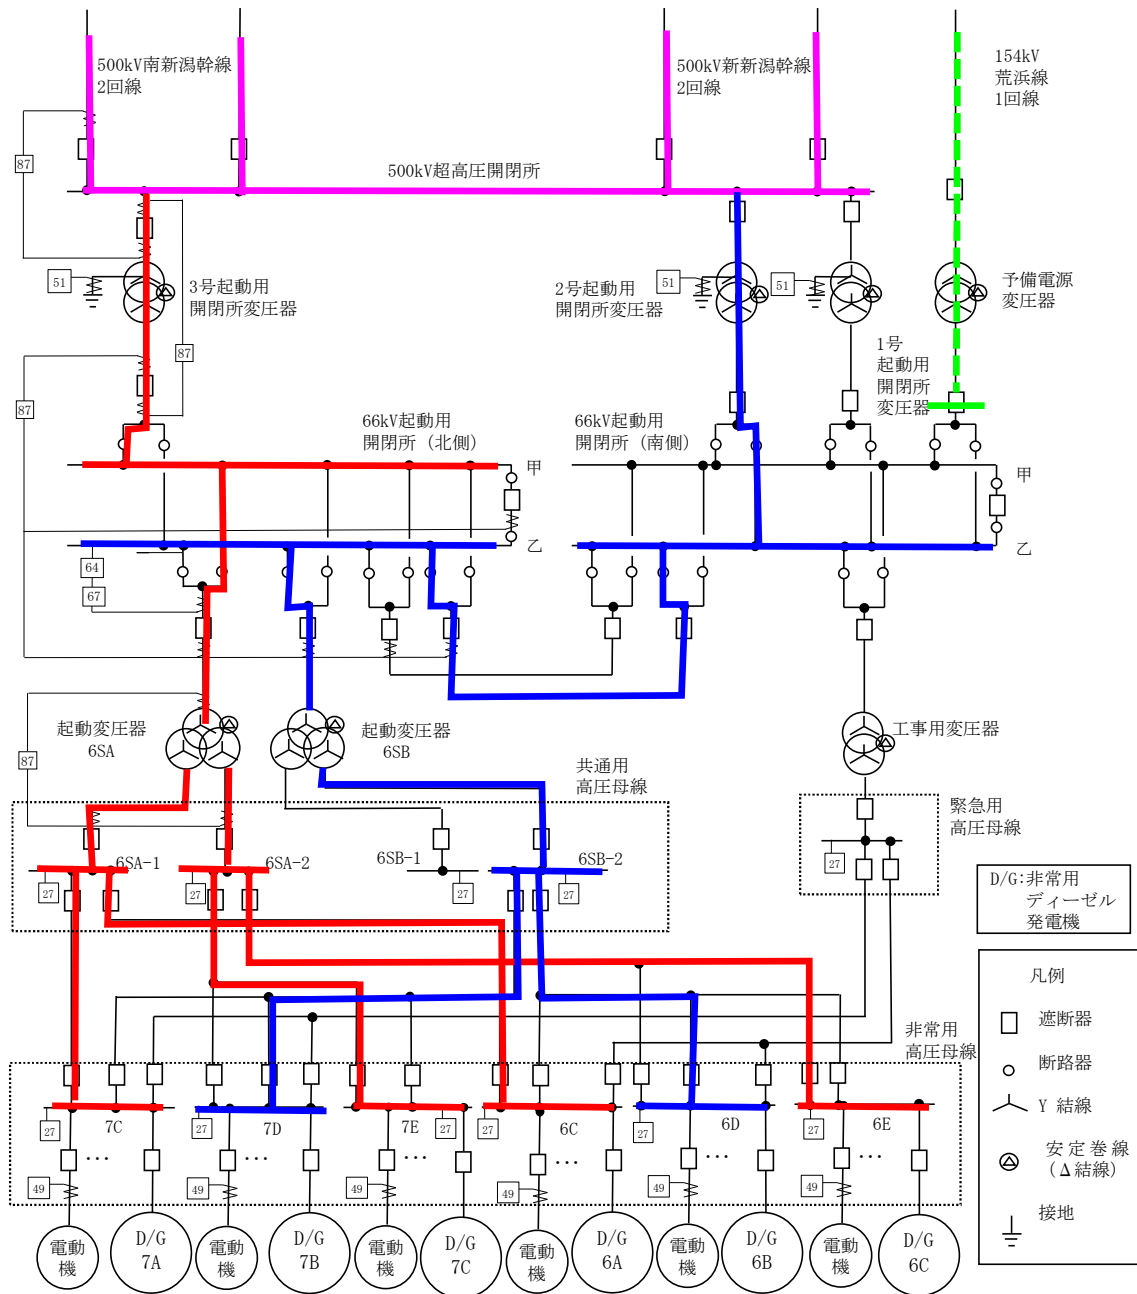 500kV南新潟幹線
2回線
500kV新新潟幹線
2回線
154kV
荒浜線
1回線
87
500kV超高圧開閉所
51
3号起動用
開閉所変圧器
2号起動用
開閉所変圧器
51
51
予備電源
変圧器
87
1号
起動用
開閉所
変圧器
87
66kV起動用
開閉所（北側）
66kV起動用
開閉所（南側）
甲
甲
乙
乙
64
67
起動変圧器
6SA
起動変圧器
6SB
工事用変圧器
87
共通用
高圧母線
緊急用
高圧母線
6SA-1
6SA-2
6SB-1
6SB-2
27
27
27
27
27
D/G:非常用
ディーゼル
発電機
凡例
遮断器
断路器
Y 結線
安定巻線
(Δ結線)
接地
非常用
高圧母線
27
7C
27
7D
7E
27
27
6C
27
6D
27
6E
49
…
49
…
49
…
49
…
49
…
49
…
電動
機
D/G
7A
電動
機
D/G
7B
電動
機
D/G
7C
電動
機
D/G
6A
電動
機
D/G
6B
電動
機
D/G
6C